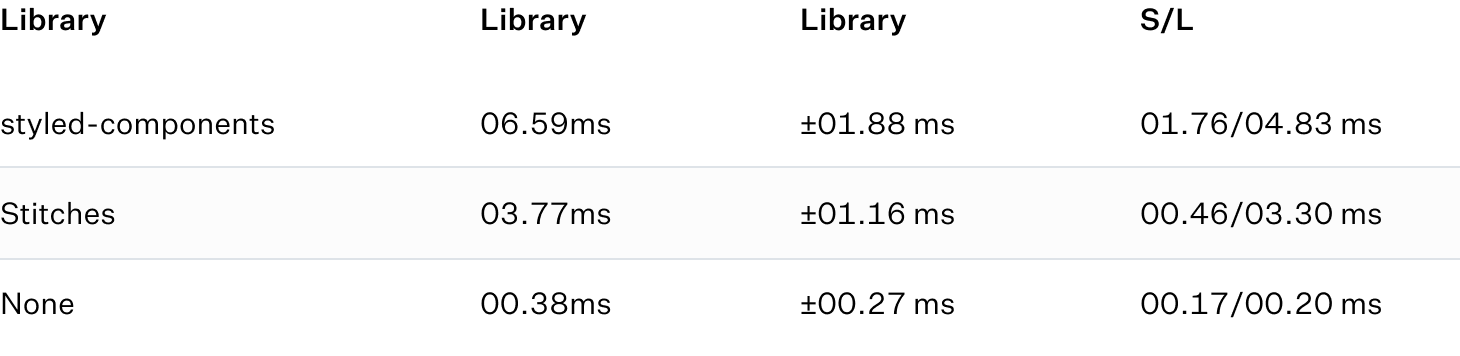 Library Library Library S/L
styled-components 06.59ms ±01.88 ms 01.76/04.83 ms
Stitches 03.77ms ±01.16 ms 00.46/03.30 ms
None 00.38ms ±00.27 ms 00.17/00.20 ms